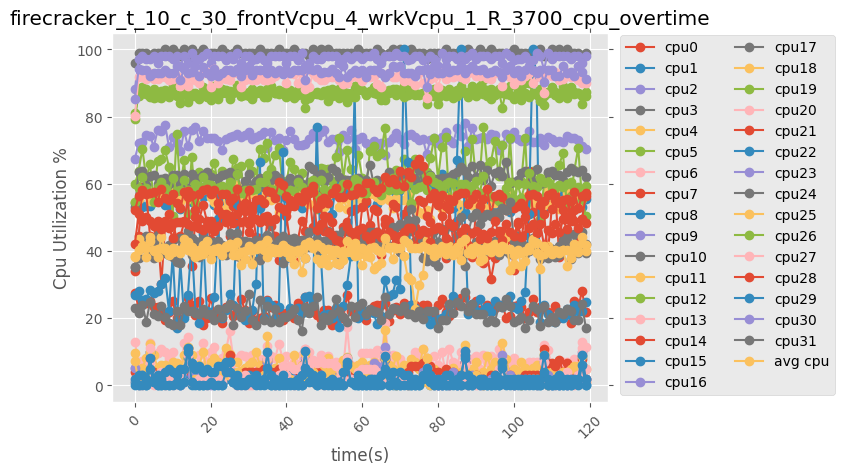 firecracker_t_10_c_30_frontVcpu_4_wrkVcpu_1_R_3700_cpu_overtime
100
80
60
40
20
0
Cpu Utilization %
0
20
40
60
80
100
120
time(s)
cpu0
cpu1
cpu2
cpu3
cpu4
cpu5
cpu6
cpu7
cpu8
cpu9
cpu10
cpu11
cpu12
cpu13
cpu14
cpu15
cpu16
cpu17
cpu18
cpu19
cpu20
cpu21
cpu22
cpu23
cpu24
cpu25
cpu26
cpu27
cpu28
cpu29
cpu30
cpu31
avg cpu